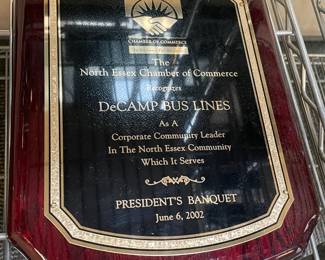 CHAMBER OF COMMERCE
The
North Essex Chamber of Commerce
Recognizes
DeCAMP BUS LINES
As A
Corporate Community Leader
In The North Essex Community
Which It Serves
PRESIDENT'S BANQUET
June 6, 2002